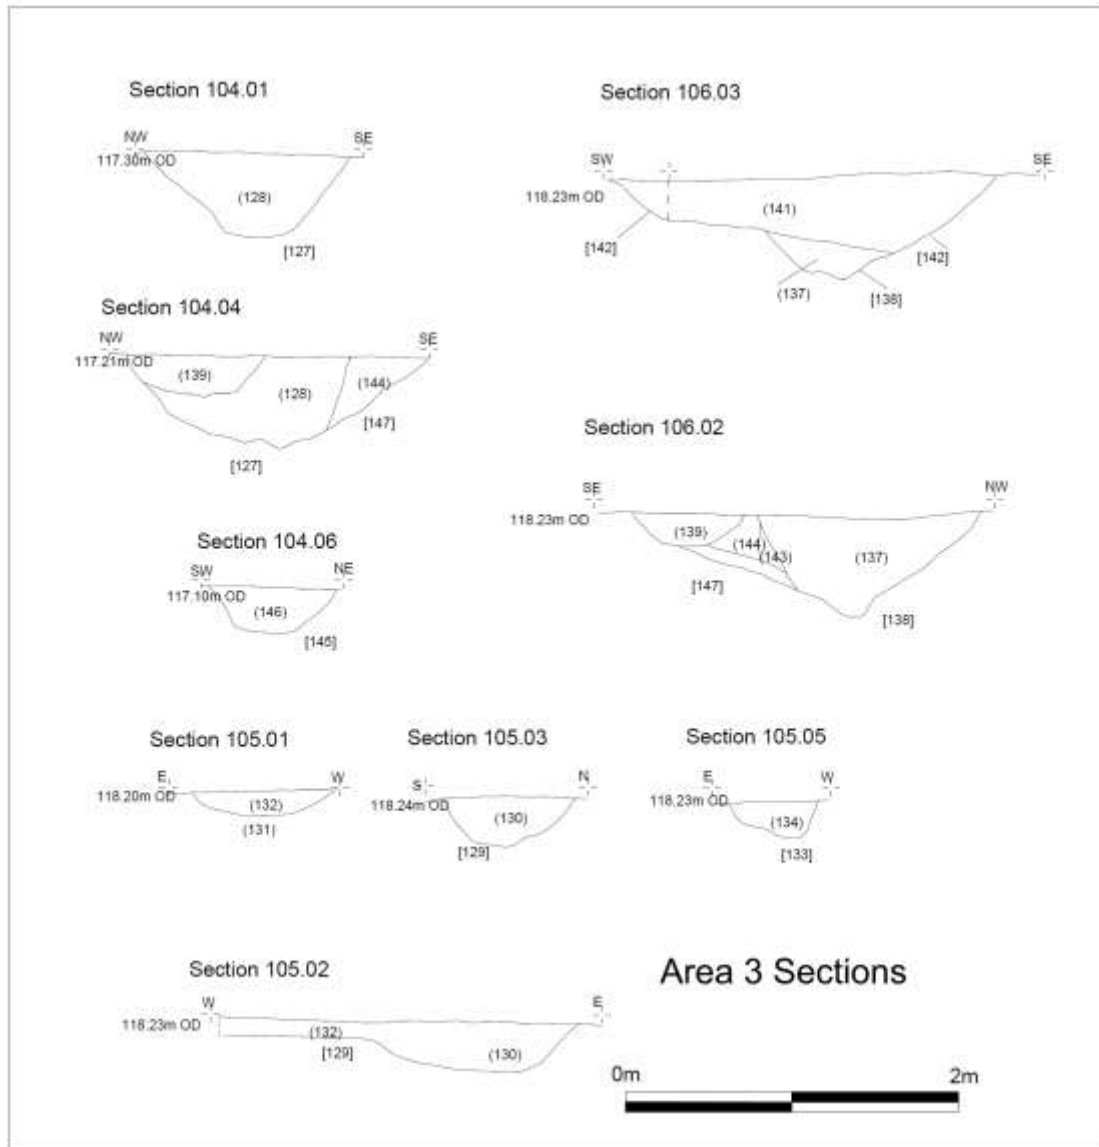 Section 104.01
NW
SE
117.30m OD
(128)
[127]
Section 106.03
SW
SE
118.23m OD
(141)
[142]
[142]
(137)
[138]
Section 104.04
NW
SE
117.21m OD
(139)
(128)
(144)
[147]
[127]
Section 106.02
SE
NW
118.23m OD
(139)
(144)
(143)
(137)
[147]
[138]
Section 104.06
SW
NE
117.10m OD
(146)
[145]
Section 105.01
E
W
118.20m OD
(132)
(131)
Section 105.03
S
N
118.24m OD
(130)
[129]
Section 105.05
E
W
118.23m OD
(134)
[133]
Section 105.02
W
E
118.23m OD
(132)
[129]
(130)
Area 3 Sections
0m
2m